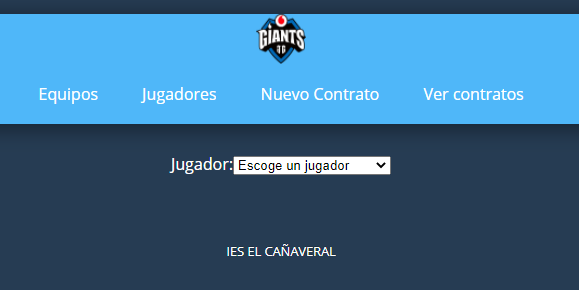 GIANTS
Equipos Jugadores Nuevo Contrato Ver contratos
Jugador: Escoge un jugador
IES EL CAÑAVERAL